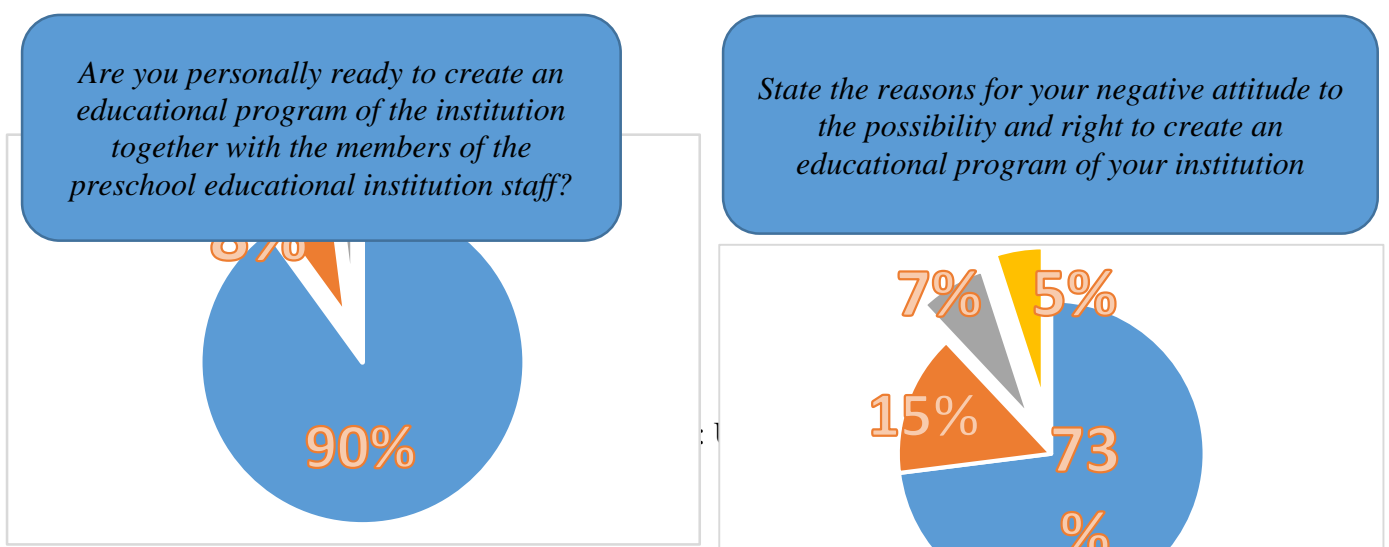 Are you personally ready to create an
educational program of the institution
together with the members of the
preschool educational institution staff?
8%
90%
State the reasons for your negative attitude to
the possibility and right to create an
educational program of your institution
7%
5%
15%
73
%
: